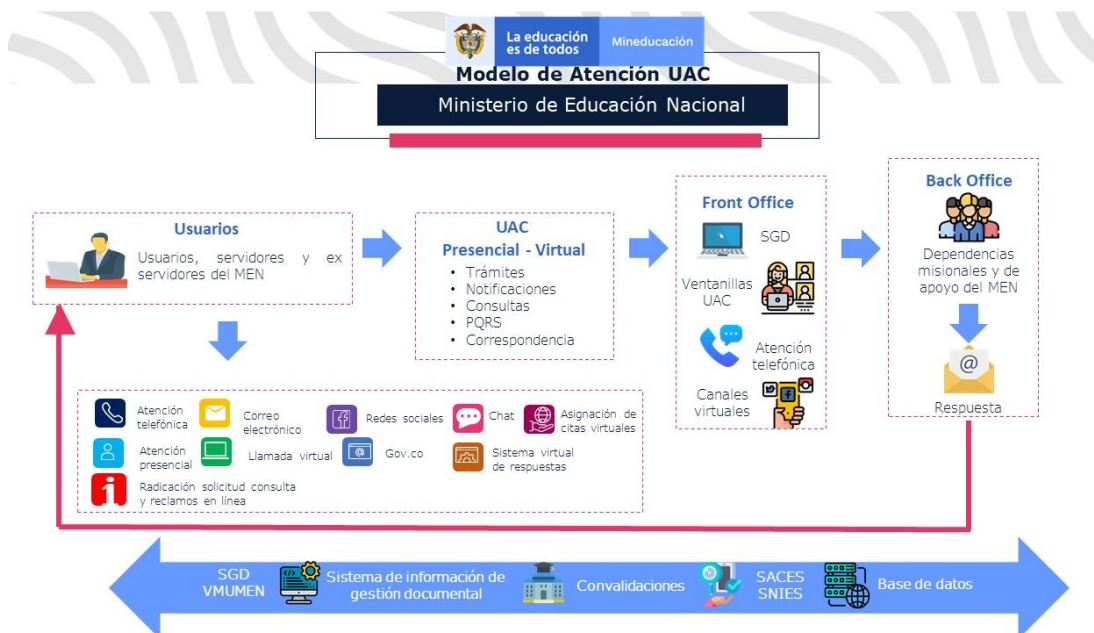 La educación
es de todos
Mineducación
Modelo de Atención UAC
Ministerio de Educación Nacional
Usuarios
Usuarios, servidores y ex
servidores del MEN
UAC
Presencial - Virtual
• Trámites
• Notificaciones
• Consultas
• PQRS
• Correspondencia
Front Office
SGD
Ventanillas
UAC
Atención
telefónica
Canales
virtuales
Back Office
Dependencias
misionales y de
apoyo del MEN
@
Respuesta
Atención
telefónica
Correo
electrónico
Redes sociales
Chat
Asignación de
citas virtuales
Atención
presencial
Llamada virtual
Gov.co
Sistema virtual
de respuestas
Radicación solicitud consulta
y reclamos en línea
SGD
VMUMEN
Sistema de información de
gestión documental
Convalidaciones
SACES
SNIES
Base de datos